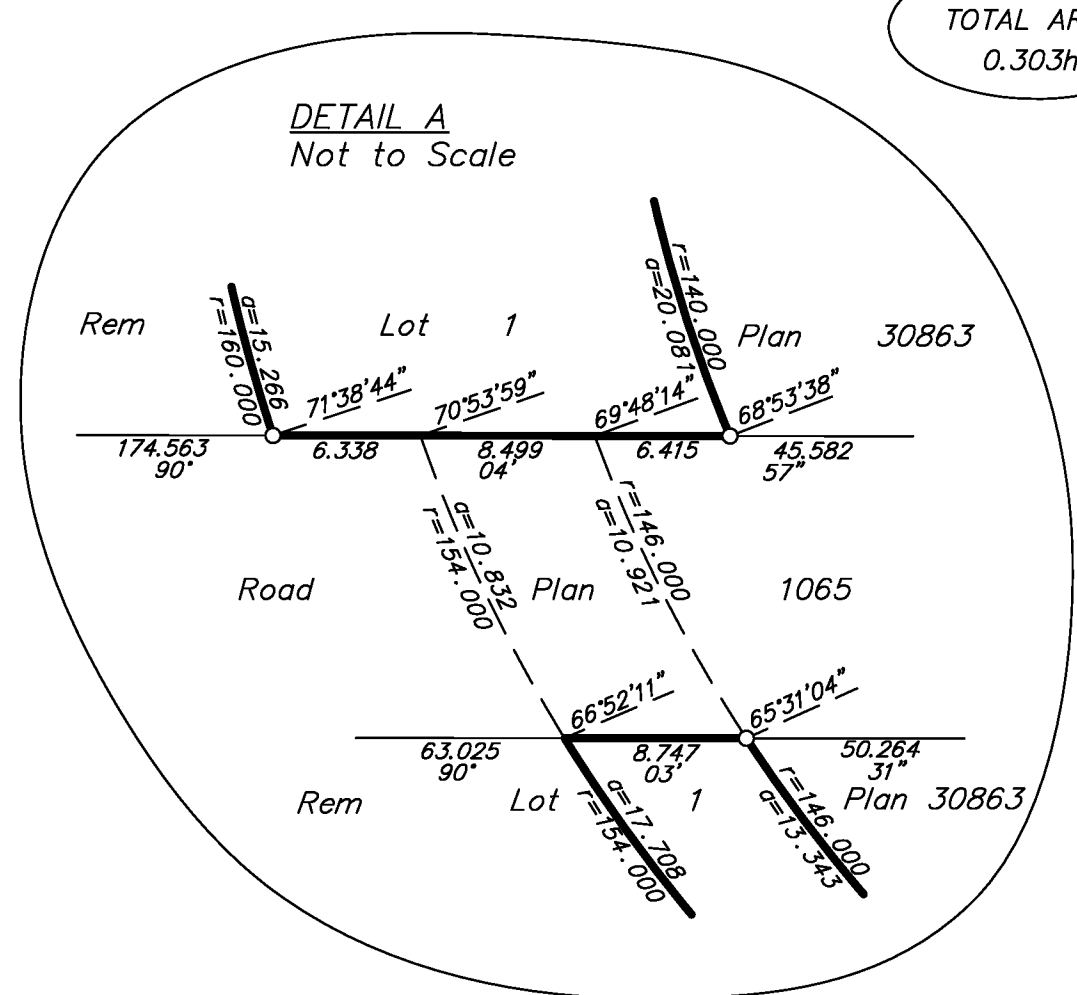 TOTAL AR
0.303h
DETAIL A
Not to Scale
Rem Lot 1 Plan 30863
a=15.266
r=160.000
r=140.000
a=20.081
71°38'44"
70°53'59"
69°48'14"
68°53'38"
174.563 6.338 8.499 6.415 45.582
90° 04' 57"
a=10.832
r=154.000
r=146.000
a=10.921
Road Plan 1065
66°52'11"
65°31'04"
63.025 8.747 50.264
90° 03' 31"
Rem Lot 1 Plan 30863
a=17.708
r=154.000
r=146.000
a=13.343